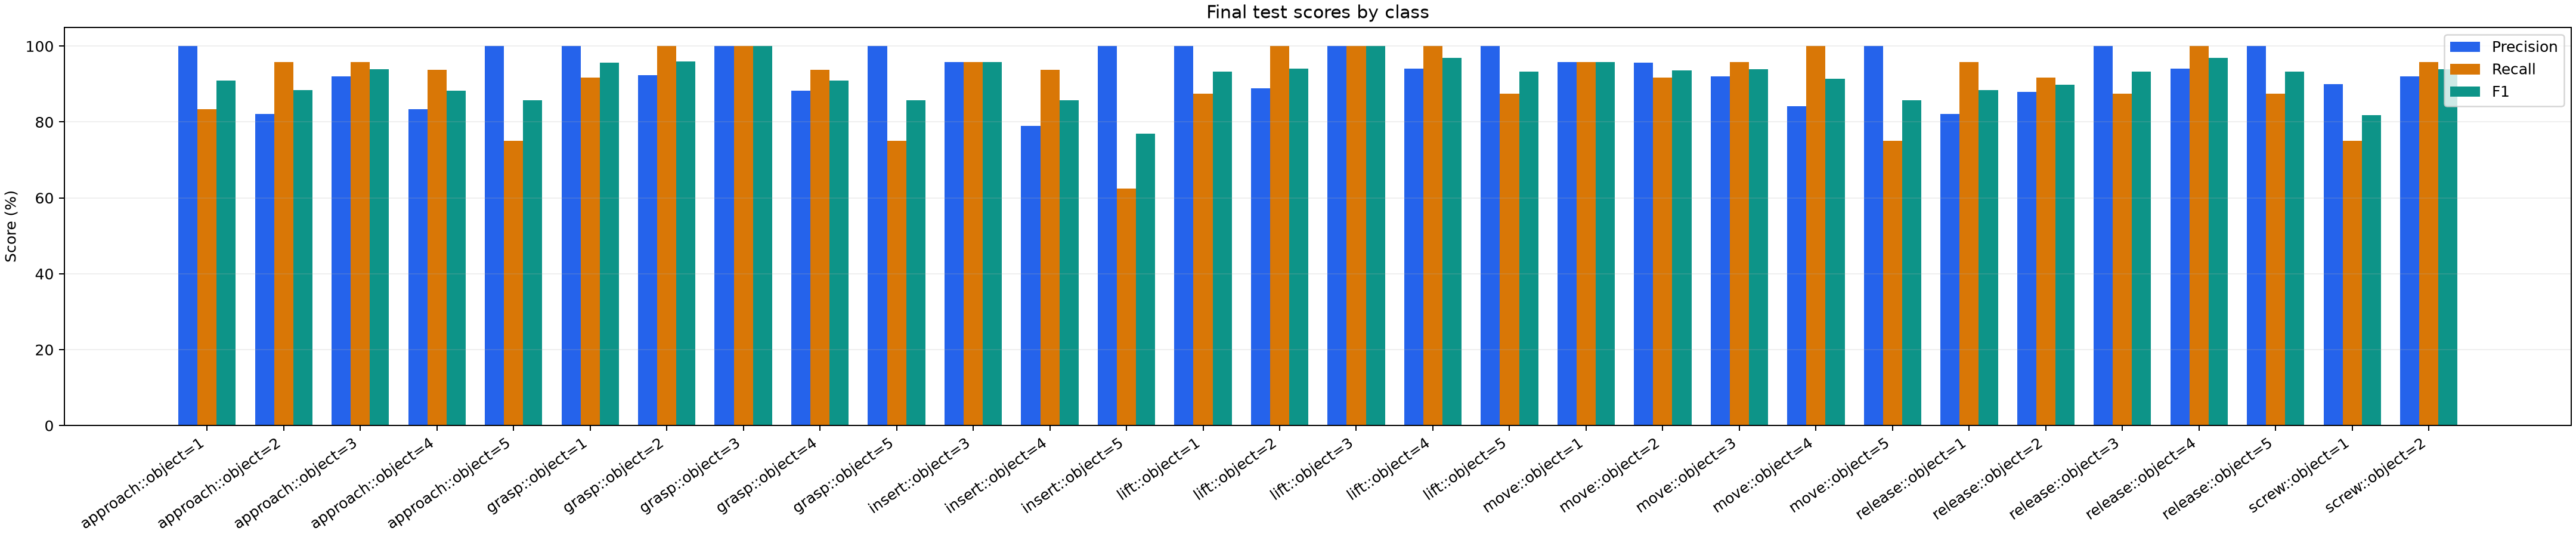 Final test scores by class
Score (%)
100
80
60
40
20
0
Precision
Recall
F1
approach::object=1
approach::object=2
approach::object=3
approach::object=4
approach::object=5
grasp::object=1
grasp::object=2
grasp::object=3
grasp::object=4
grasp::object=5
insert::object=3
insert::object=4
insert::object=5
lift::object=1
lift::object=2
lift::object=3
lift::object=4
lift::object=5
move::object=1
move::object=2
move::object=3
move::object=4
move::object=5
release::object=1
release::object=2
release::object=3
release::object=4
release::object=5
screw::object=1
screw::object=2